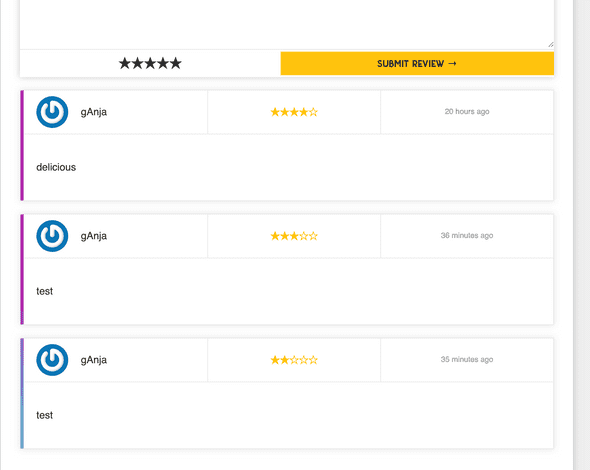 ★★★★★ SUBMIT REVIEW →
gAnja ★★★★☆ 20 hours ago
delicious
gAnja ★★★☆☆ 36 minutes ago
test
gAnja ★★☆☆☆ 35 minutes ago
test